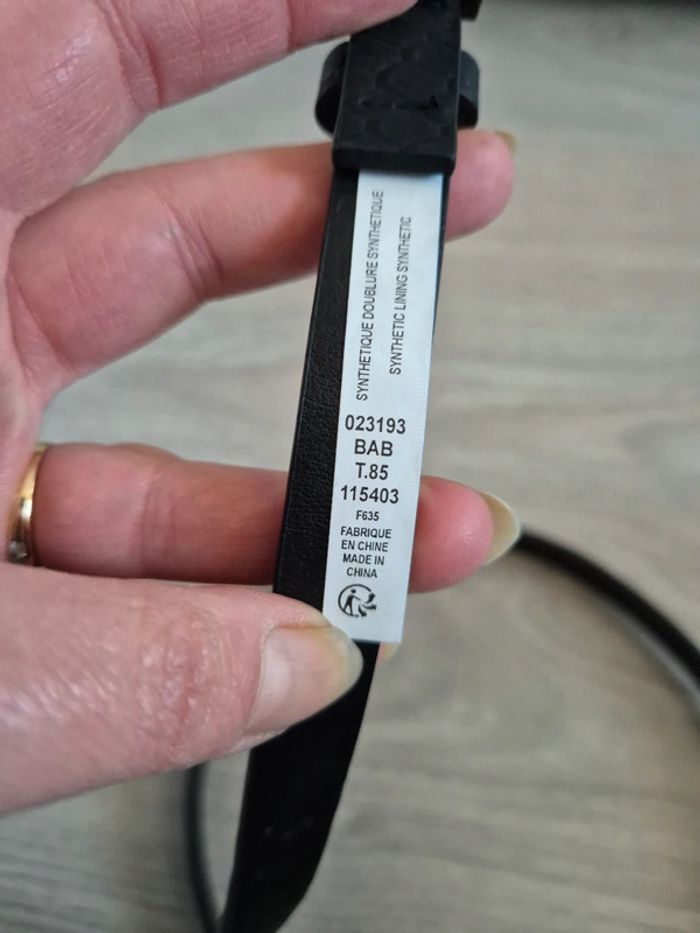 SYNTHETIQUE DOUBLURE SYNTHETIQUE
SYNTHETIC LINING SYNTHETIC
023193
BAB
T.85
115403
F635
FABRIQUE
EN CHINE
MADE IN
CHINA